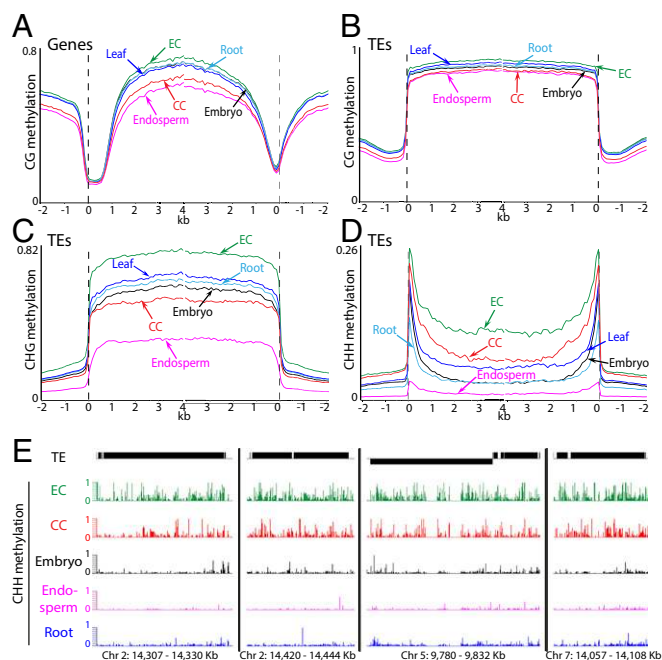 A
Genes
0.8
CG methylation
0
EC
Leaf
Root
CC
Embryo
Endosperm
-2 -1 0 1 2 3 4 3 2 1 0 -1 -2
kb
B
TEs
1
CG methylation
0
Leaf
Root
EC
Endosperm
CC
Embryo
-2 -1 0 1 2 3 4 3 2 1 0 -1 -2
kb
C
TEs
0.82
CHG methylation
0
EC
Leaf
Root
Embryo
CC
Endosperm
-2 -1 0 1 2 3 4 3 2 1 0 -1 -2
kb
D
TEs
0.26
CHH methylation
0
EC
Root
CC
Leaf
Embryo
Endosperm
-2 -1 0 1 2 3 4 3 2 1 0 -1 -2
kb
E
TE
CHH methylation
EC
1
0
CC
1
0
Embryo
1
0
Endo-
sperm
1
0
Root
1
0
Chr 2: 14,307 - 14,330 Kb
Chr 2: 14,420 - 14,444 Kb
Chr 5: 9,780 - 9,832 Kb
Chr 7: 14,057 - 14,108 Kb